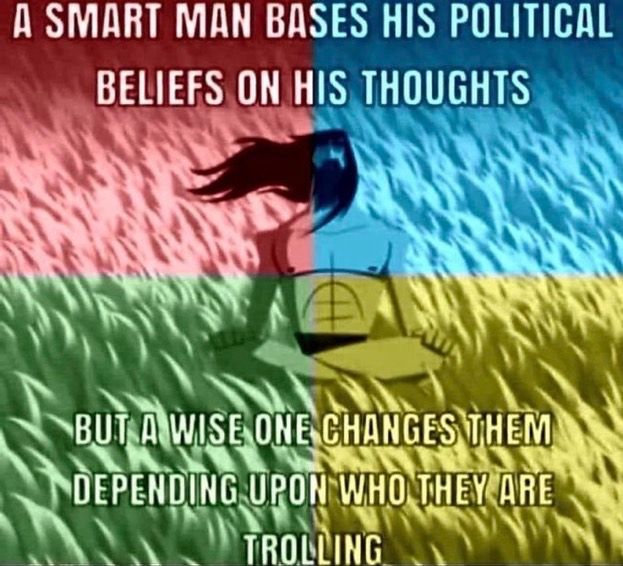 A SMART MAN BASES HIS POLITICAL
BELIEFS ON HIS THOUGHTS
BUT A WISE ONE CHANGES THEM
DEPENDING UPON WHO THEY ARE
TROLLING